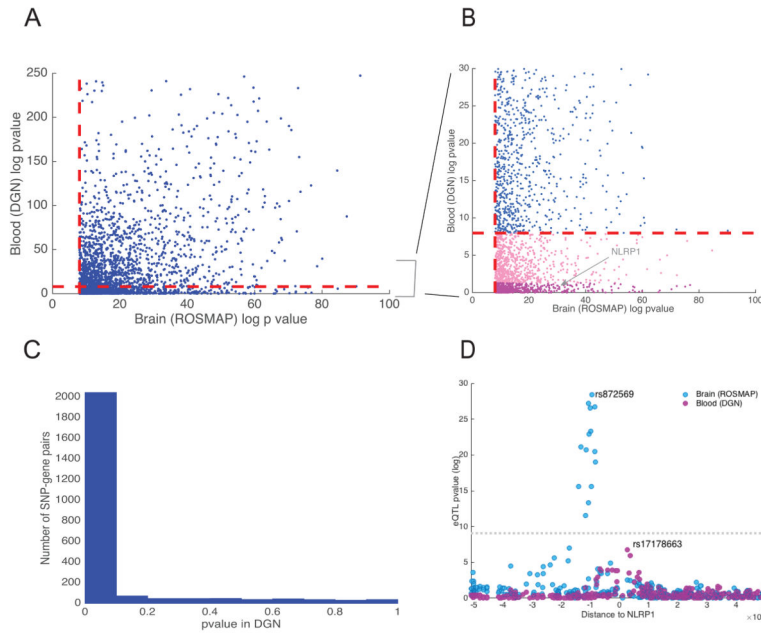 A
B
250
200
150
100
50
0
Blood (DGN) log pvalue
0 20 40 60 80 100
Brain (ROSMAP) log p value
30
25
20
15
10
5
0
Blood (DGN) log pvalue
NLRP1
0 20 40 60 80 100
Brain (ROSMAP) log pvalue
C
D
2000
1800
1600
1400
1200
1000
800
600
400
200
0
Number of SNP-gene pairs
0 0.2 0.4 0.6 0.8 1
pvalue in DGN
30
25
20
15
10
5
0
eQTL pvalue (log)
rs872569
Brain (ROSMAP)
Blood (DGN)
rs17178663
-5 -4 -3 -2 -1 0 1 2 3 4 5
Distance to NLRP1
×10